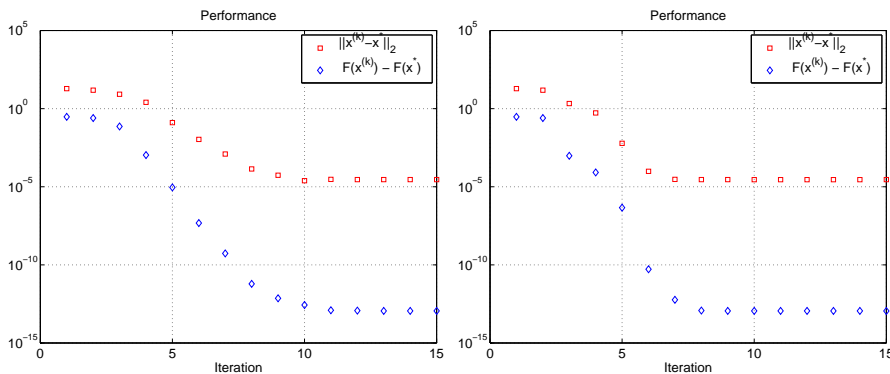 Performance
10^5
10^0
10^-5
10^-10
10^-15
||x^(k)-x^*||_2
F(x^(k)) - F(x^*)
0
5
10
15
Iteration
Performance
10^5
10^0
10^-5
10^-10
10^-15
||x^(k)-x^*||_2
F(x^(k)) - F(x^*)
0
5
10
15
Iteration